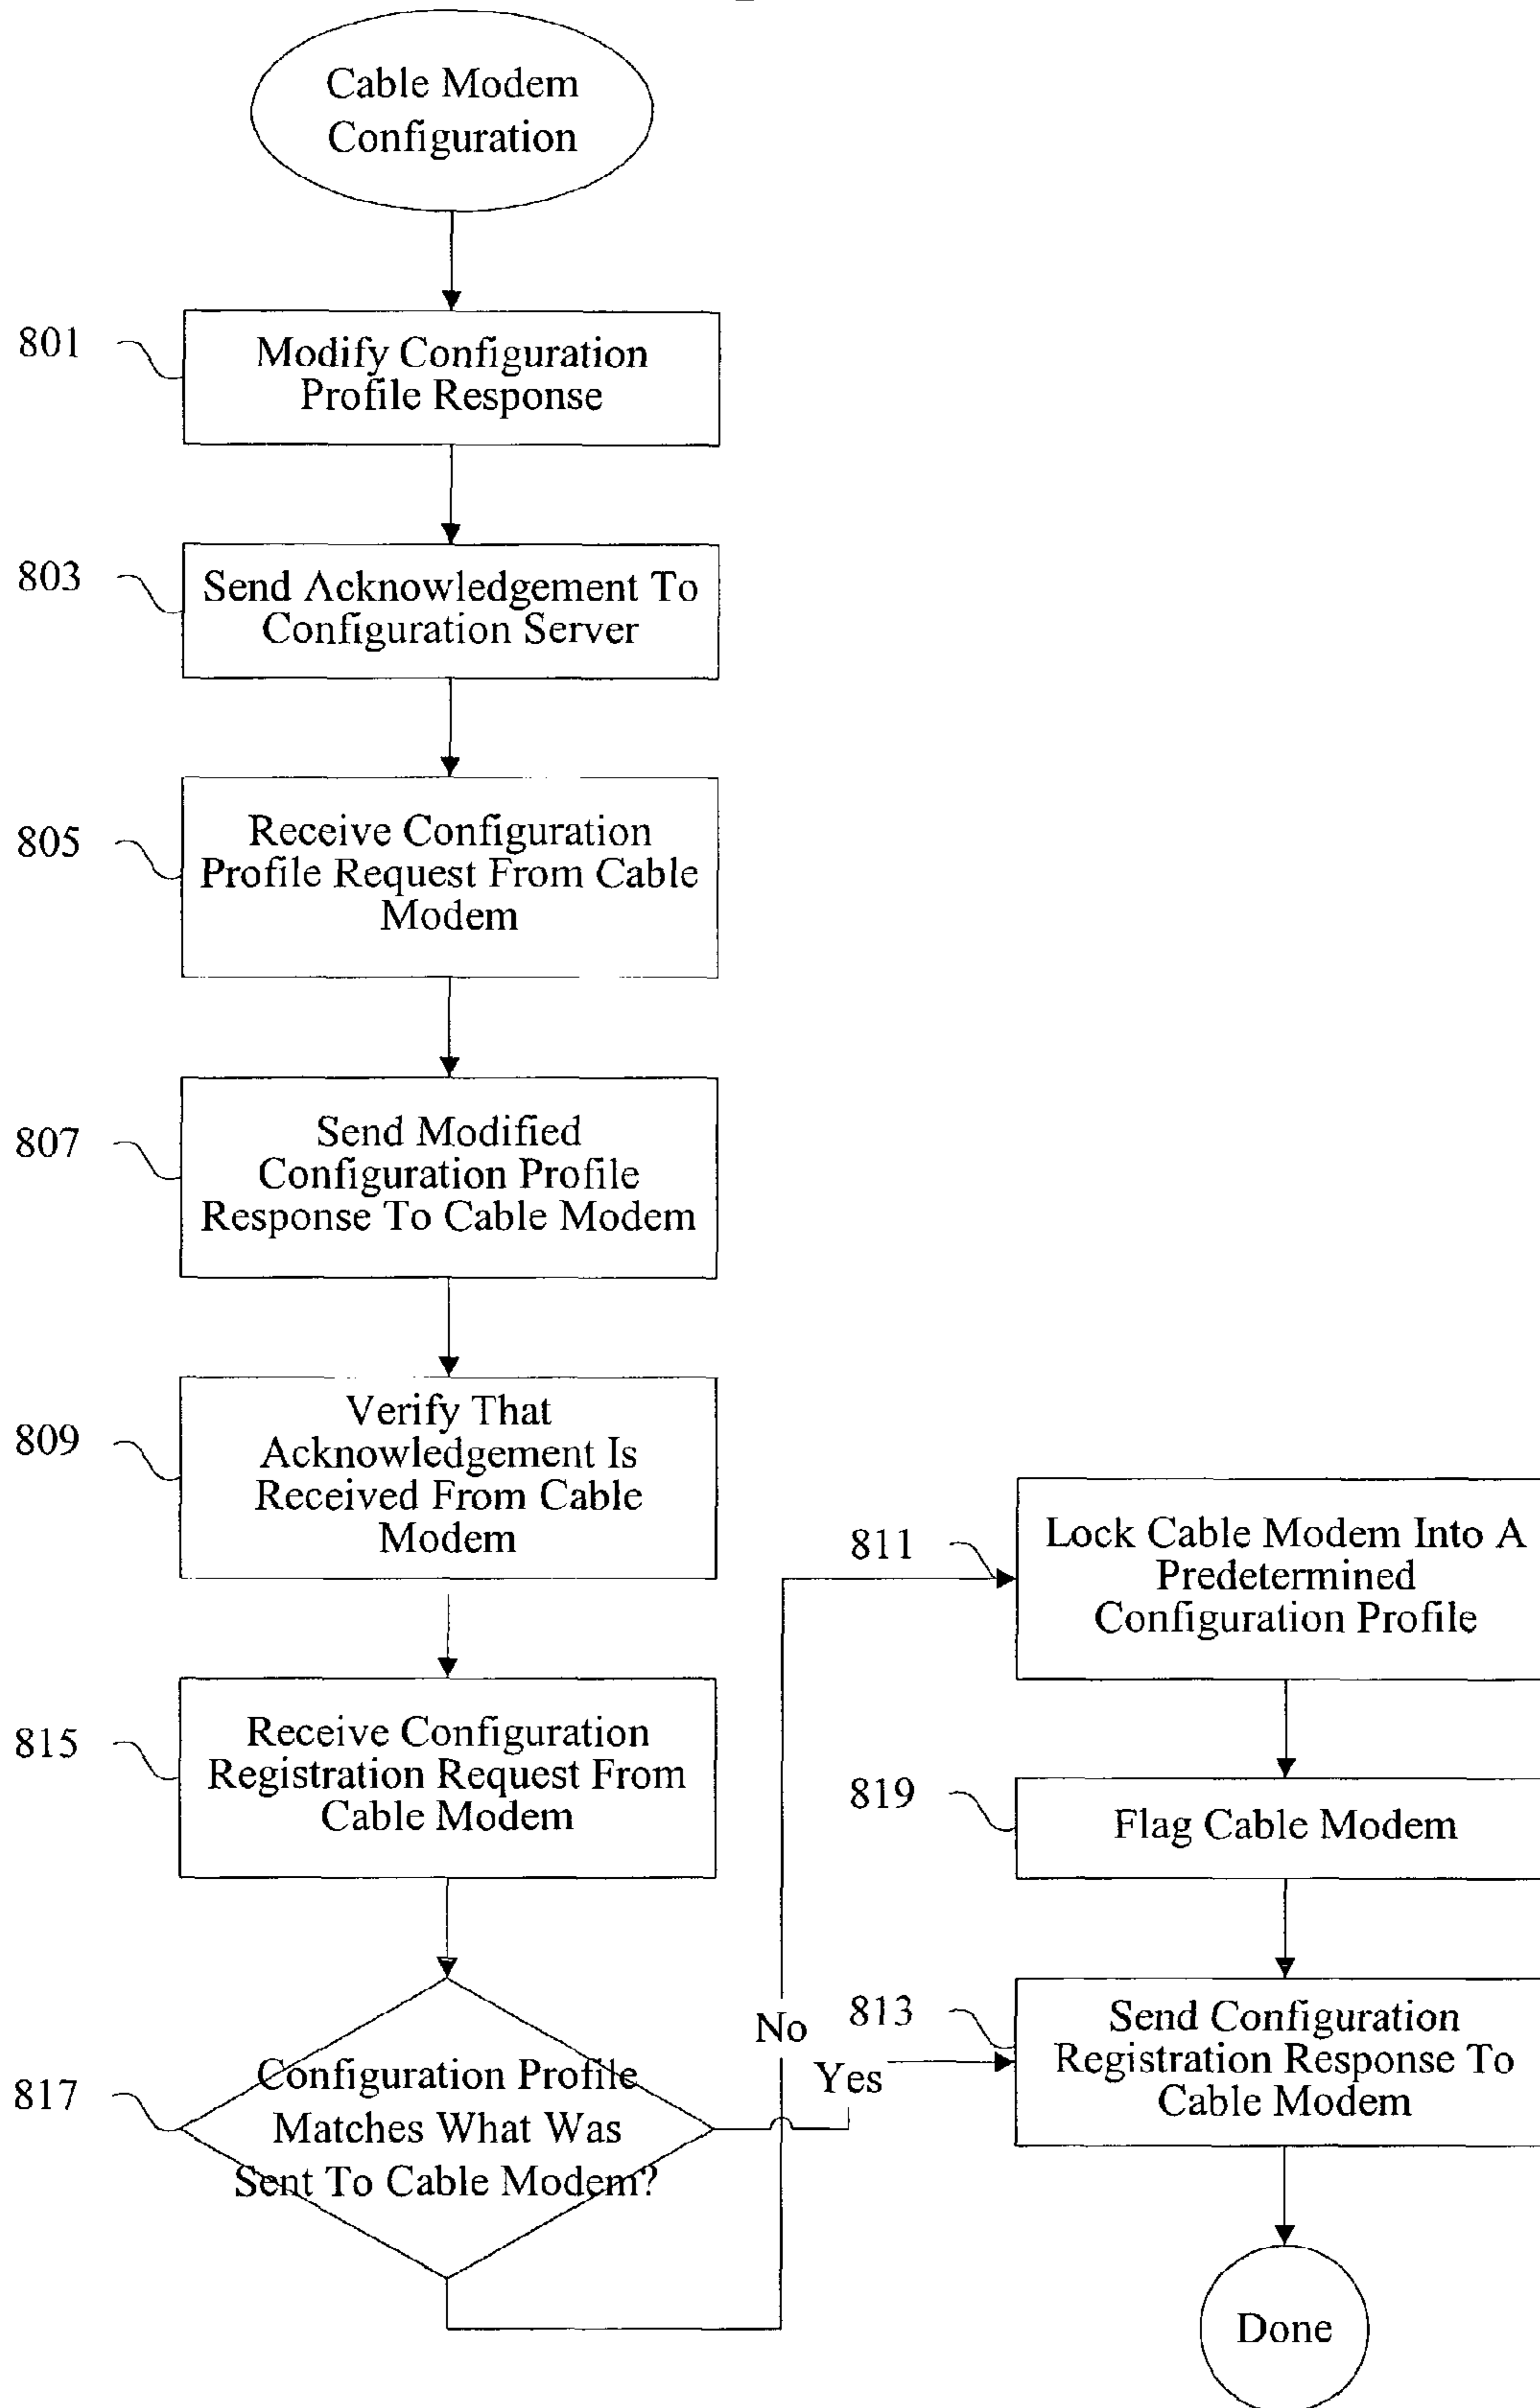 Cable Modem
Configuration
801
Modify Configuration
Profile Response
803
Send Acknowledgement To
Configuration Server
805
Receive Configuration
Profile Request From Cable
Modem
807
Send Modified
Configuration Profile
Response To Cable Modem
809
Verify That
Acknowledgement Is
Received From Cable
Modem
815
Receive Configuration
Registration Request From
Cable Modem
817
Configuration Profile
Matches What Was
Sent To Cable Modem?
No
Yes
811
Lock Cable Modem Into A
Predetermined
Configuration Profile
819
Flag Cable Modem
813
Send Configuration
Registration Response To
Cable Modem
Done